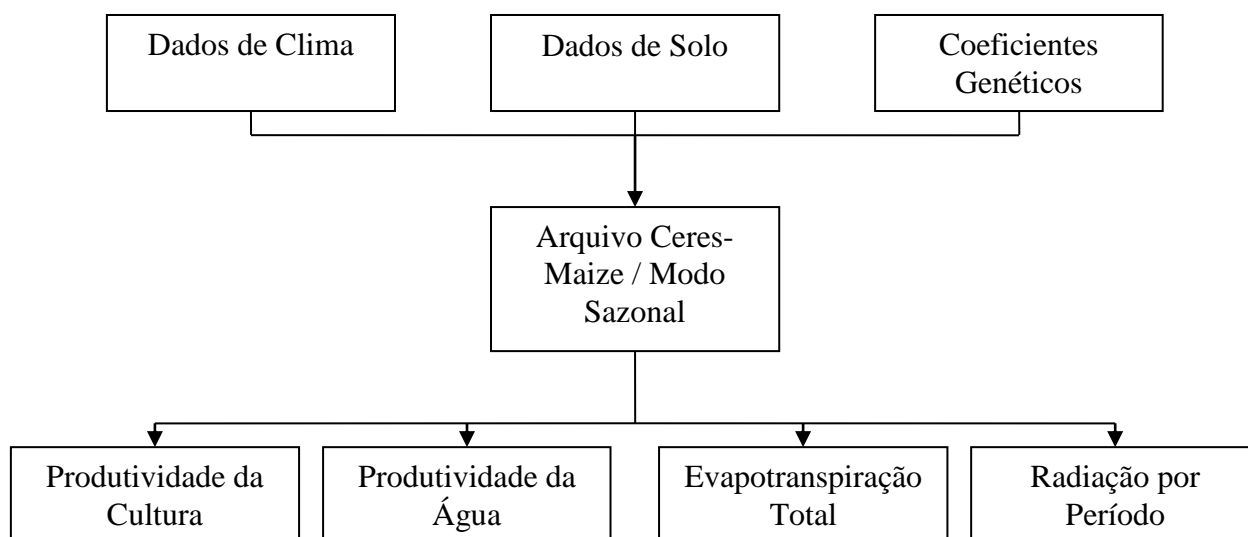 Dados de Clima
Dados de Solo
Coeficientes
Genéticos
Arquivo Ceres-
Maize / Modo
Sazonal
Produtividade da
Cultura
Produtividade da
Água
Evapotranspiração
Total
Radiação por
Período